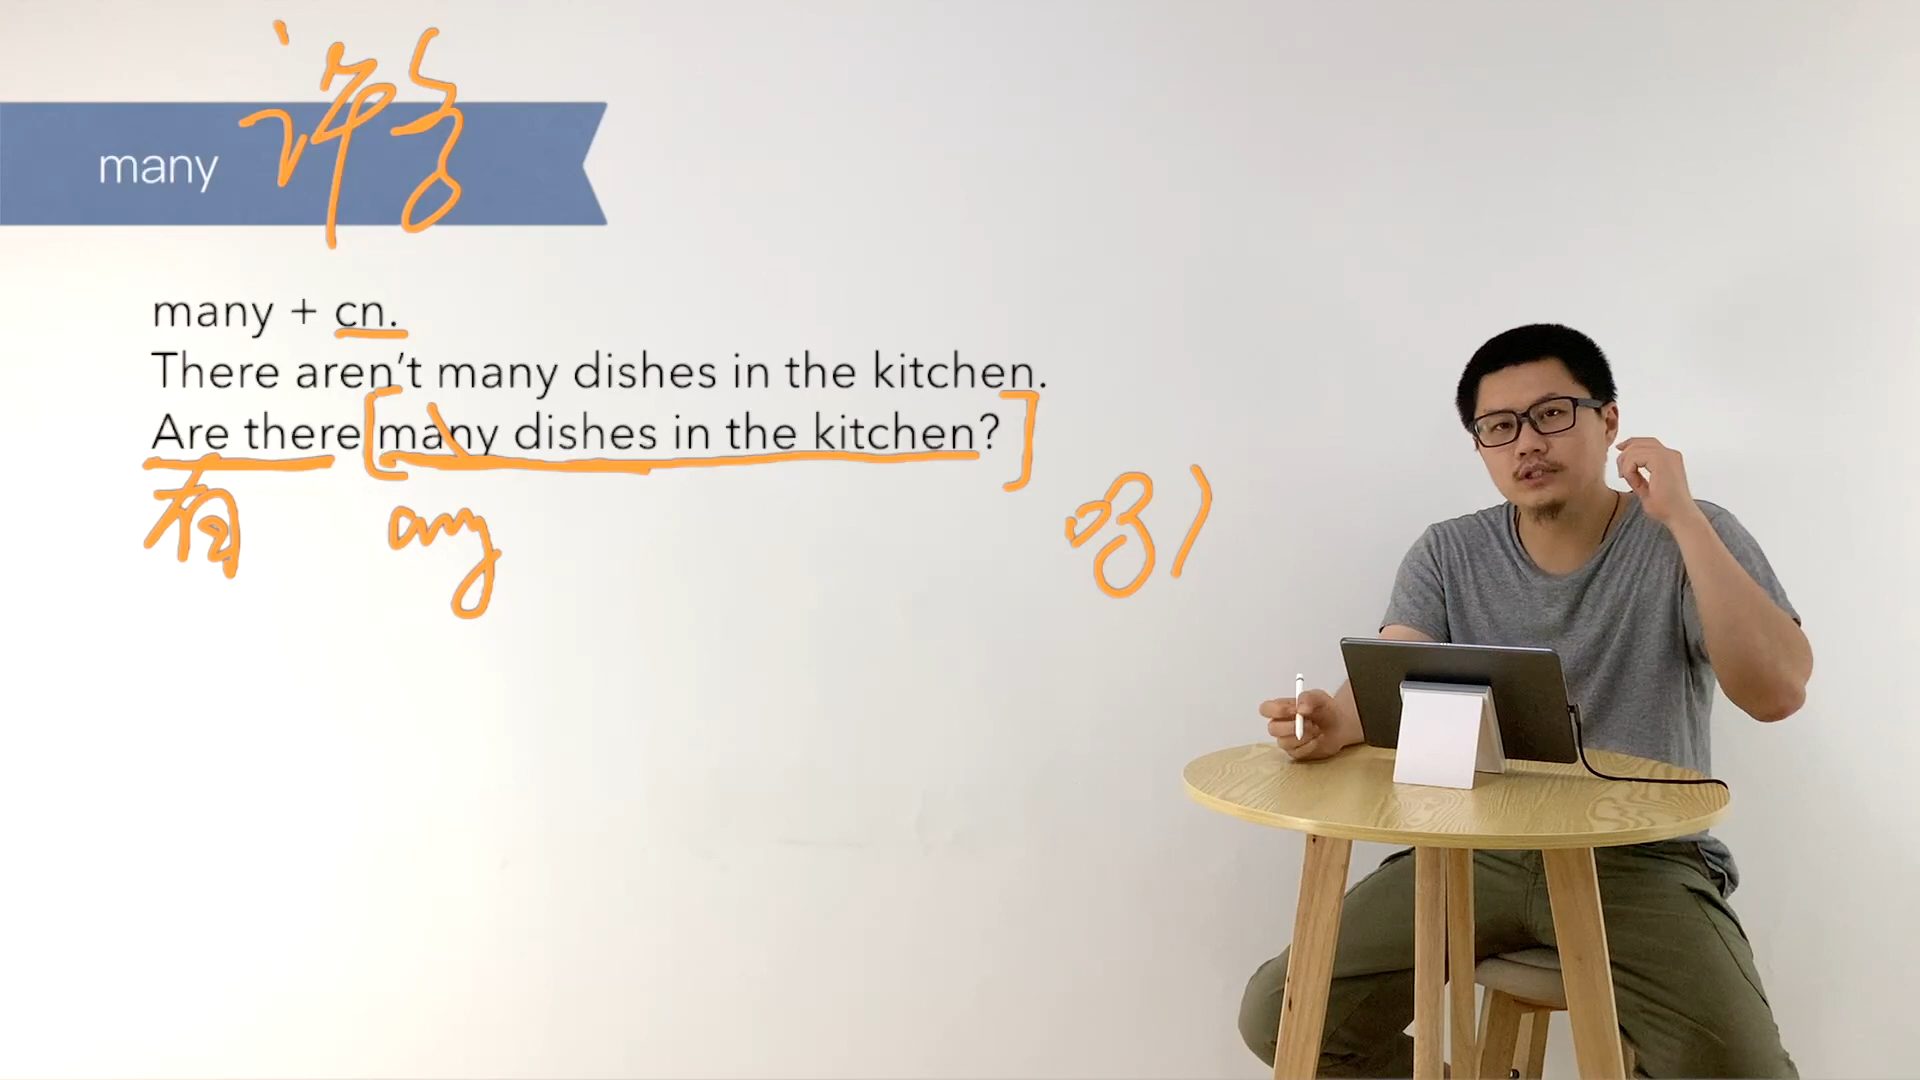 many 许多
many + cn.
There aren't many dishes in the kitchen.
Are there many dishes in the kitchen?
有 any 吗